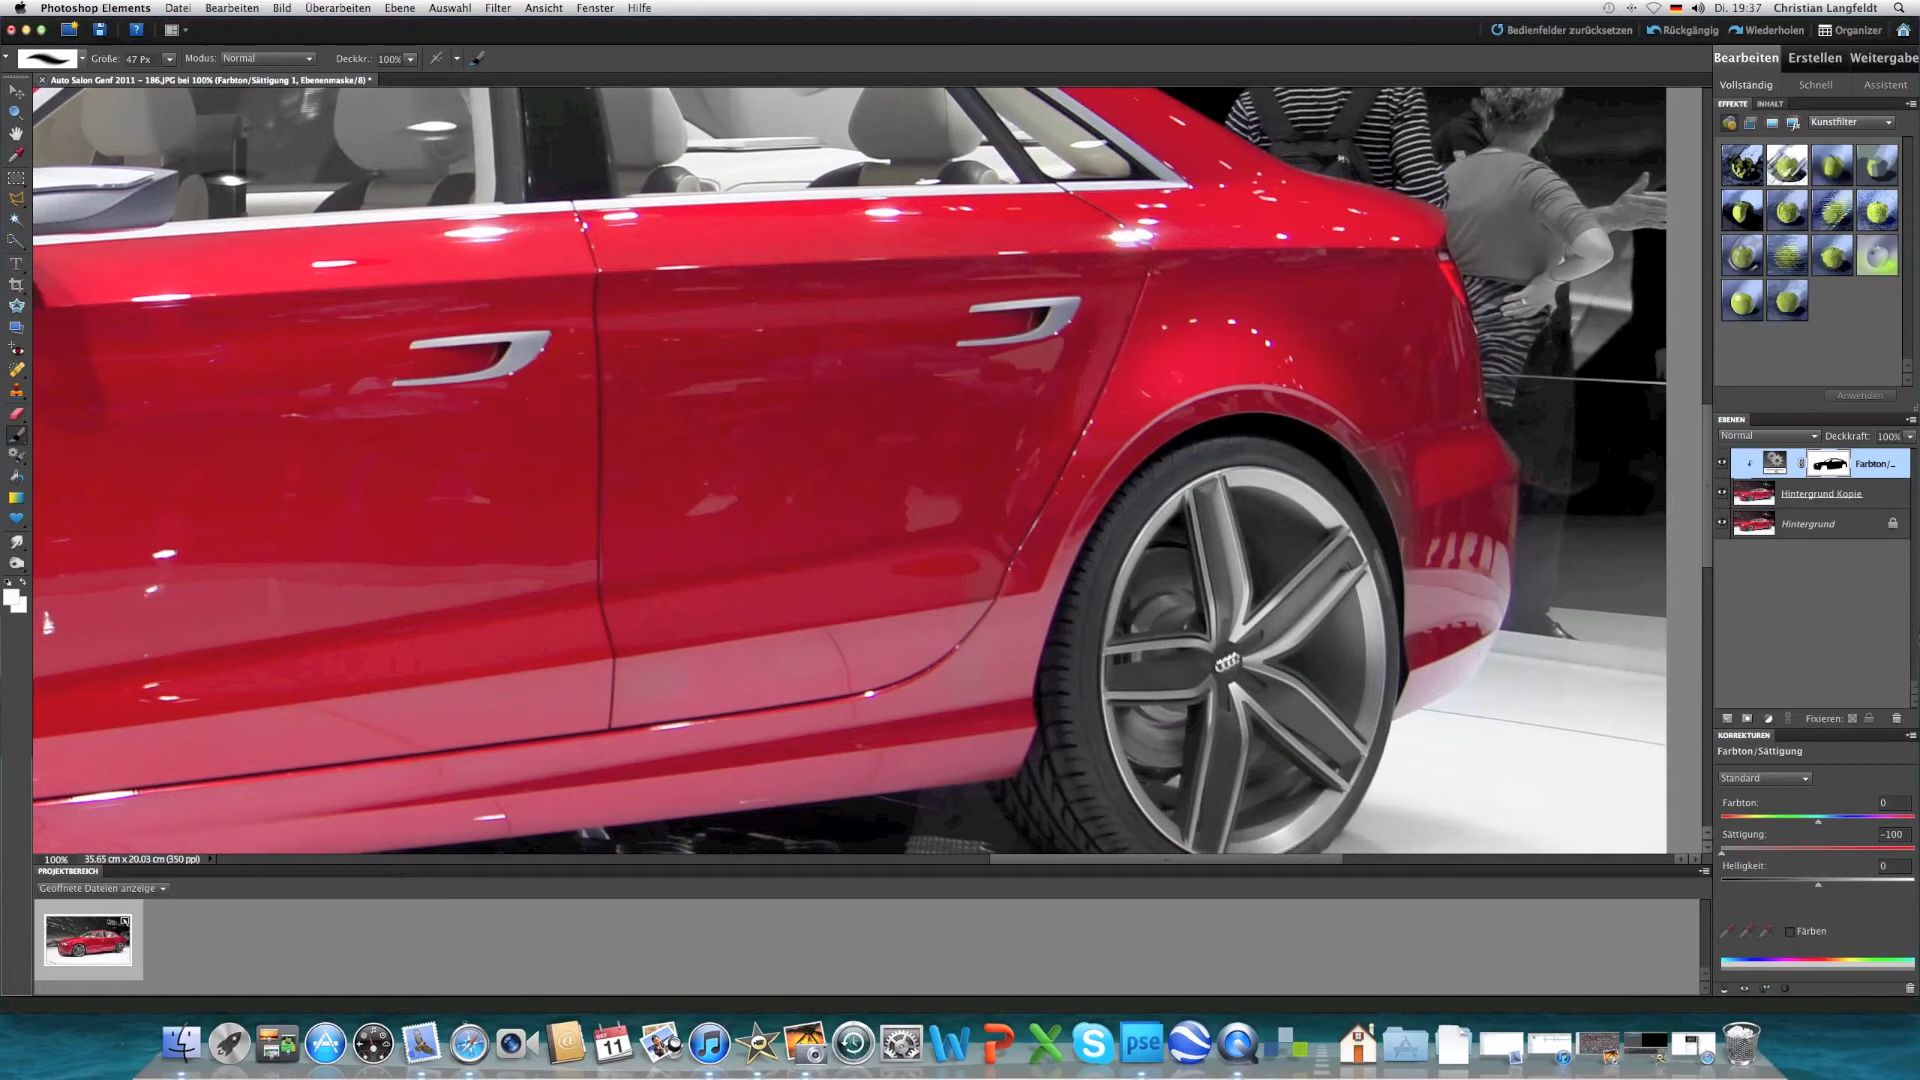 Photoshop Elements Datei Bearbeiten Bild Überarbeiten Ebene Auswahl Filter Ansicht Fenster Hilfe Di. 19:37 Christian Langfeldt
Bedienfelder zurücksetzen Rückgängig Wiederholen Organizer
Größe: 47 Px Modus: Normal Deckkr.: 100%
Bearbeiten Erstellen Weitergabe
Auto Salon Genf 2011 - 186.JPG bei 100% (Farbton/Sättigung 1, Ebenenmaske/8) *
Vollständig Schnell Assistent
EFFEKTE INHALT
Kunstfilter
Anwenden
EBENEN
Normal Deckkraft: 100%
Farbton/...
Hintergrund Kopie
Hintergrund
Fixieren:
KORREKTUREN
Farbton/Sättigung
Standard
Farbton: 0
Sättigung: -100
Helligkeit: 0
Färben
100% 35.65 cm x 20.03 cm (350 ppi)
PROJEKTBEREICH
Geöffnete Dateien anzeige
OKT
11
W P X S pse